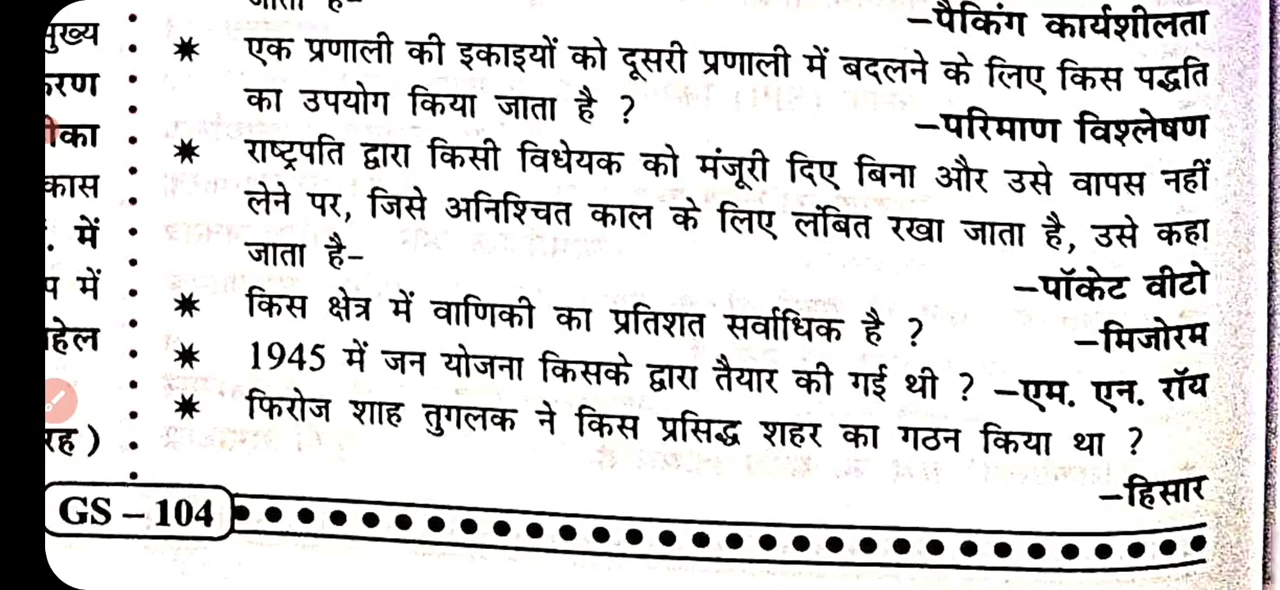 मुख्य
करण
का
कास
. में
प में
हेल
रह )
जाता है–
–पैकिंग कार्यशीलता
* एक प्रणाली की इकाइयों को दूसरी प्रणाली में बदलने के लिए किस पद्धति
का उपयोग किया जाता है ? –परिमाण विश्लेषण
* राष्ट्रपति द्वारा किसी विधेयक को मंजूरी दिए बिना और उसे वापस नहीं
लेने पर, जिसे अनिश्चित काल के लिए लंबित रखा जाता है, उसे कहा
जाता है– –पॉकेट वीटो
* किस क्षेत्र में वाणिकी का प्रतिशत सर्वाधिक है ? –मिजोरम
* 1945 में जन योजना किसके द्वारा तैयार की गई थी ? –एम. एन. रॉय
* फिरोज शाह तुगलक ने किस प्रसिद्ध शहर का गठन किया था ?
–हिसार
GS – 104